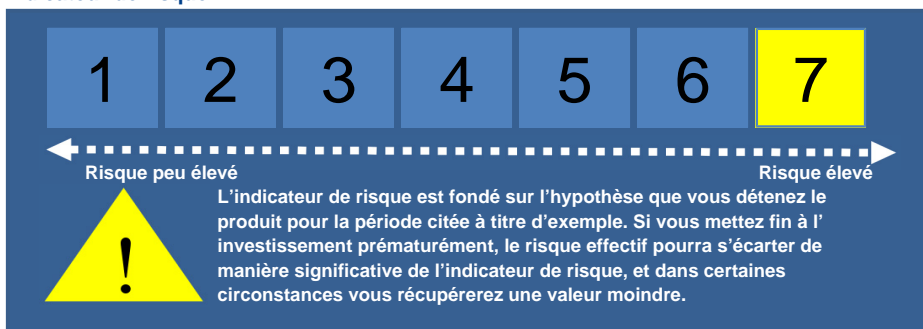 1 2 3 4 5 6 7
Risque peu élevé Risque élevé
L'indicateur de risque est fondé sur l'hypothèse que vous détenez le
produit pour la période citée à titre d'exemple. Si vous mettez fin à l'
investissement prématurément, le risque effectif pourra s'écarter de
manière significative de l'indicateur de risque, et dans certaines
circonstances vous récupérerez une valeur moindre.
!